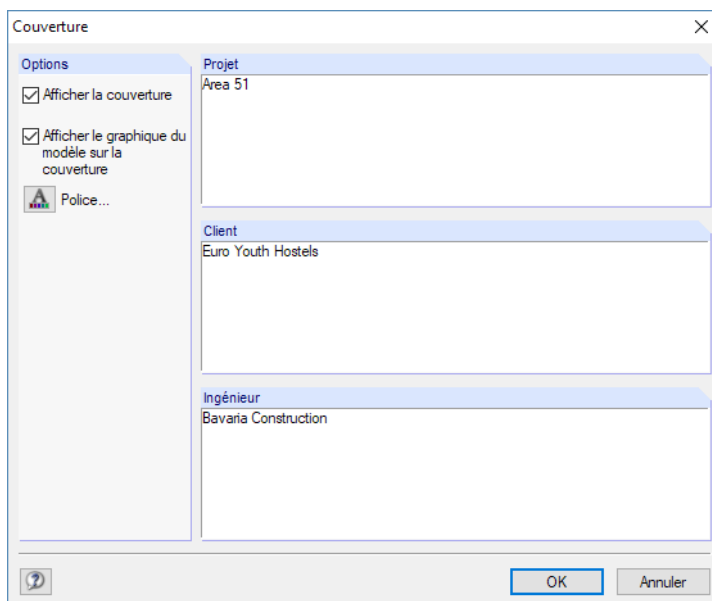 Couverture
Options
Afficher la couverture
Afficher le graphique du
modèle sur la
couverture
Police...
Projet
Area 51
Client
Euro Youth Hostels
Ingénieur
Bavaria Construction
OK
Annuler